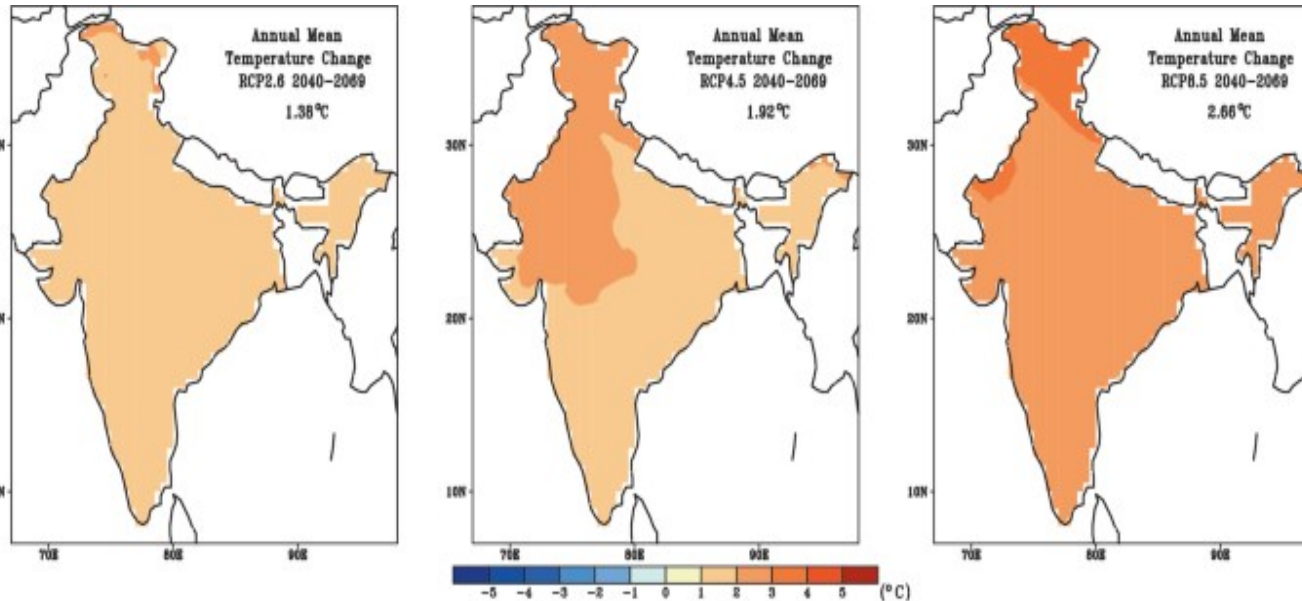 Annual Mean
Temperature Change
RCP2.6 2040-2069
1.38°C
70E
80E
90E
Annual Mean
Temperature Change
RCP4.5 2040-2069
1.92°C
30N
20N
10N
70E
80E
90E
Annual Mean
Temperature Change
RCP8.5 2040-2069
2.66°C
30N
20N
10N
70E
80E
90E
-5 -4 -3 -2 -1 0 1 2 3 4 5 (°C)